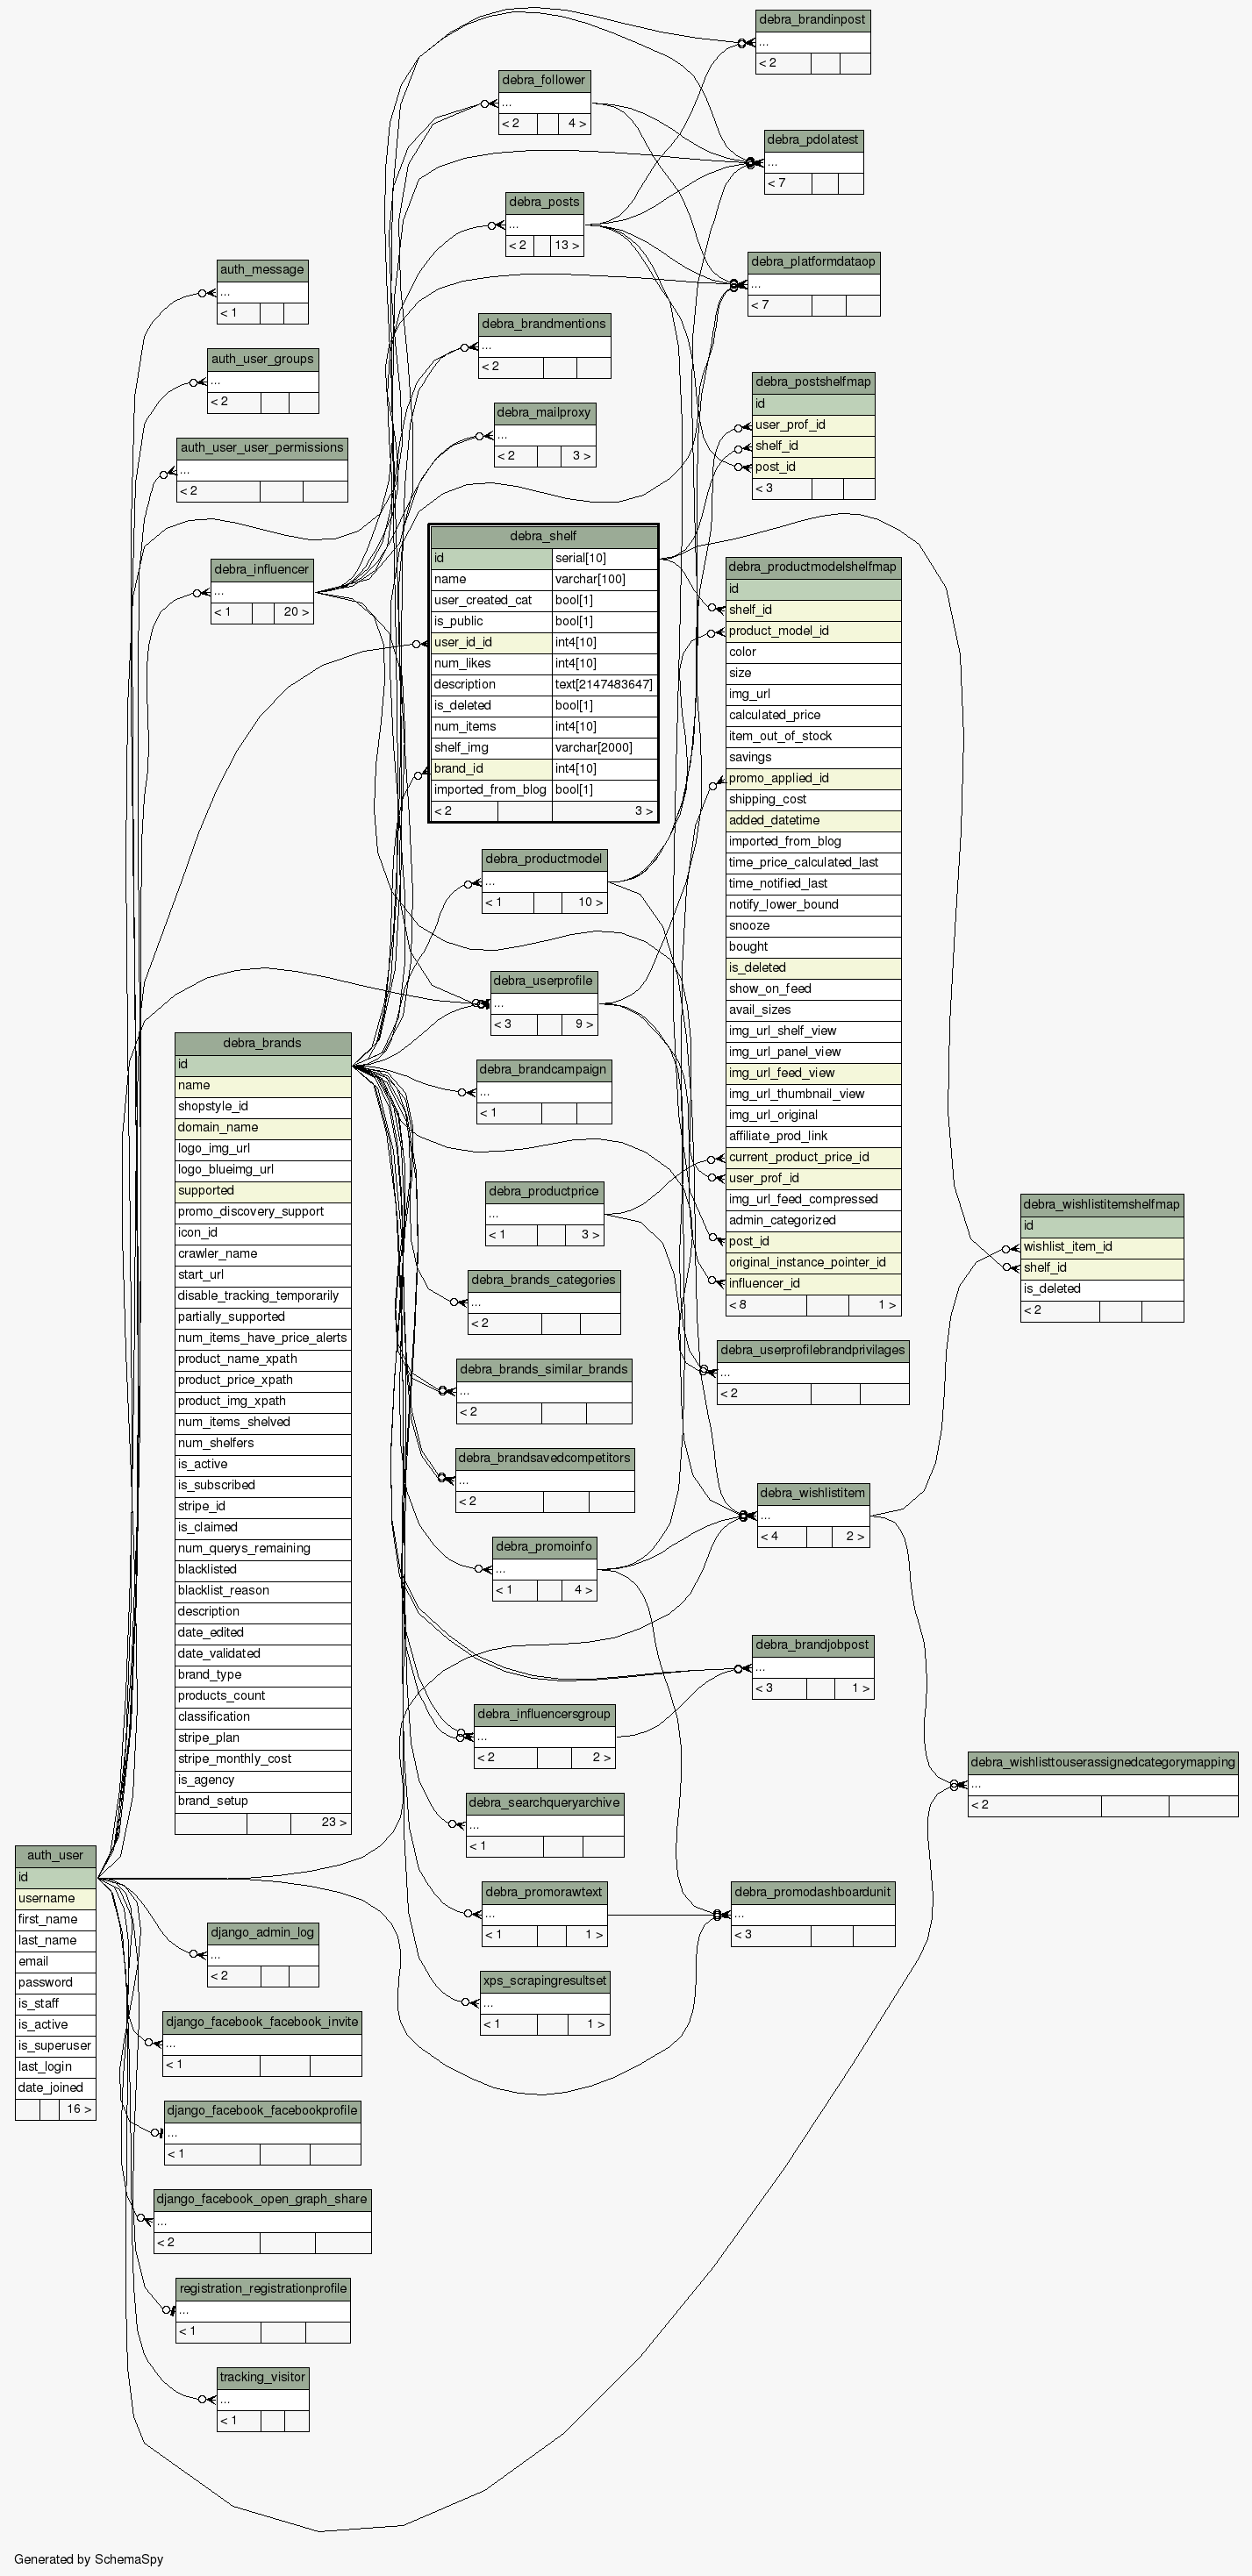 debra_brandinpost
...
< 2
debra_follower
...
< 2 4 >
debra_pdolatest
...
< 7
debra_posts
...
< 2 13 >
debra_platformdataop
...
< 7
auth_message
...
< 1
debra_brandmentions
...
< 2
auth_user_groups
...
< 2
debra_postshelfmap
id
user_prof_id
shelf_id
post_id
< 3
debra_mailproxy
...
< 2 3 >
auth_user_user_permissions
...
< 2
debra_influencer
...
< 1 20 >
debra_shelf
id serial[10]
name varchar[100]
user_created_cat bool[1]
is_public bool[1]
user_id_id int4[10]
num_likes int4[10]
description text[2147483647]
is_deleted bool[1]
num_items int4[10]
shelf_img varchar[2000]
brand_id int4[10]
imported_from_blog bool[1]
< 2 3 >
debra_productmodelshelfmap
id
shelf_id
product_model_id
color
size
img_url
calculated_price
item_out_of_stock
savings
promo_applied_id
shipping_cost
added_datetime
imported_from_blog
time_price_calculated_last
time_notified_last
notify_lower_bound
snooze
bought
is_deleted
show_on_feed
avail_sizes
img_url_shelf_view
img_url_panel_view
img_url_feed_view
img_url_thumbnail_view
img_url_original
affiliate_prod_link
current_product_price_id
user_prof_id
img_url_feed_compressed
admin_categorized
post_id
original_instance_pointer_id
influencer_id
< 8 1 >
debra_productmodel
...
< 1 10 >
debra_userprofile
...
< 3 9 >
debra_brands
id
name
shopstyle_id
domain_name
logo_img_url
logo_blueimg_url
supported
promo_discovery_support
icon_id
crawler_name
start_url
disable_tracking_temporarily
partially_supported
num_items_have_price_alerts
product_name_xpath
product_price_xpath
product_img_xpath
num_items_shelved
num_shelfers
is_active
is_subscribed
stripe_id
is_claimed
num_querys_remaining
blacklisted
blacklist_reason
description
date_edited
date_validated
brand_type
products_count
classification
stripe_plan
stripe_monthly_cost
is_agency
brand_setup
23 >
debra_brandcampaign
...
< 1
debra_productprice
...
< 1 3 >
debra_wishlistitemshelfmap
id
wishlist_item_id
shelf_id
is_deleted
< 2
debra_brands_categories
...
< 2
debra_userprofilebrandprivilages
...
< 2
debra_brands_similar_brands
...
< 2
debra_brandsavedcompetitors
...
< 2
debra_wishlistitem
...
< 4 2 >
debra_promoinfo
...
< 1 4 >
debra_brandjobpost
...
< 3 1 >
debra_influencersgroup
...
< 2 2 >
debra_wishlisttouserassignedcategorymapping
...
< 2
debra_searchqueryarchive
...
< 1
auth_user
id
username
first_name
last_name
email
password
is_staff
is_active
is_superuser
last_login
date_joined
16 >
debra_promorawtext
...
< 1 1 >
debra_promodashboardunit
...
< 3
django_admin_log
...
< 2
xps_scrapingresultset
...
< 1 1 >
django_facebook_facebook_invite
...
< 1
django_facebook_facebookprofile
...
< 1
django_facebook_open_graph_share
...
< 2
registration_registrationprofile
...
< 1
tracking_visitor
...
< 1
Generated by SchemaSpy